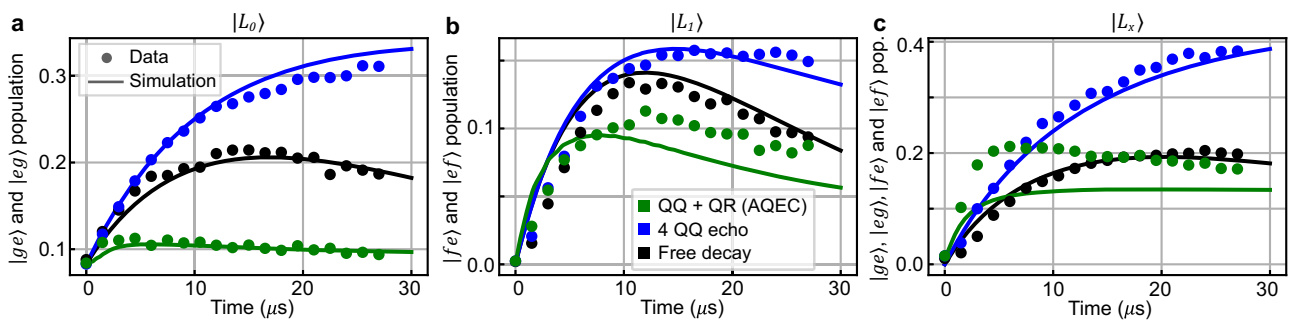 a
|L₀⟩
|ge⟩ and |eg⟩ population
0.3
0.2
0.1
Data
Simulation
0
10
20
30
Time (μs)
b
|L₁⟩
|fe⟩ and |ef⟩ population
0.1
0.0
QQ + QR (AQEC)
4 QQ echo
Free decay
0
10
20
30
Time (μs)
c
|Lₓ⟩
|ge⟩, |eg⟩, |fe⟩ and |ef⟩ pop.
0.4
0.2
0.0
0
10
20
30
Time (μs)